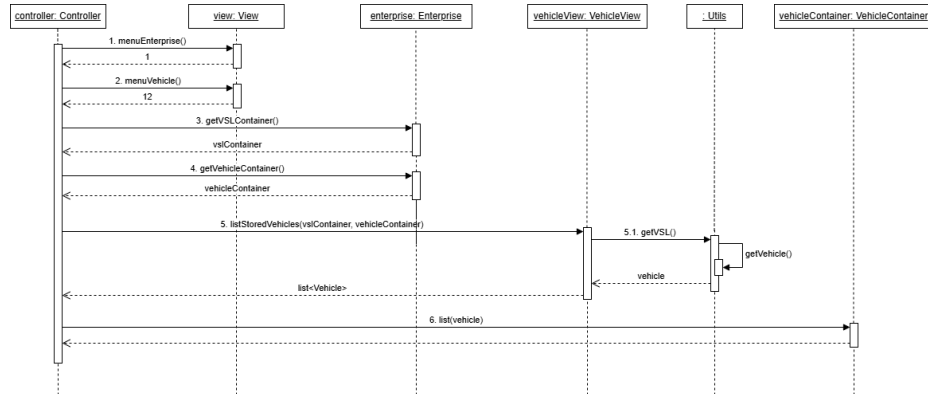 controller: Controller
view: View
enterprise: Enterprise
vehicleView: VehicleView
: Utils
vehicleContainer: VehicleContainer
1. menuEnterprise()
1
2. menuVehicle()
12
3. getVSLContainer()
vslContainer
4. getVehicleContainer()
vehicleContainer
5. listStoredVehicles(vslContainer, vehicleContainer)
5.1. getVSL()
getVehicle()
vehicle
list<Vehicle>
6. list(vehicle)